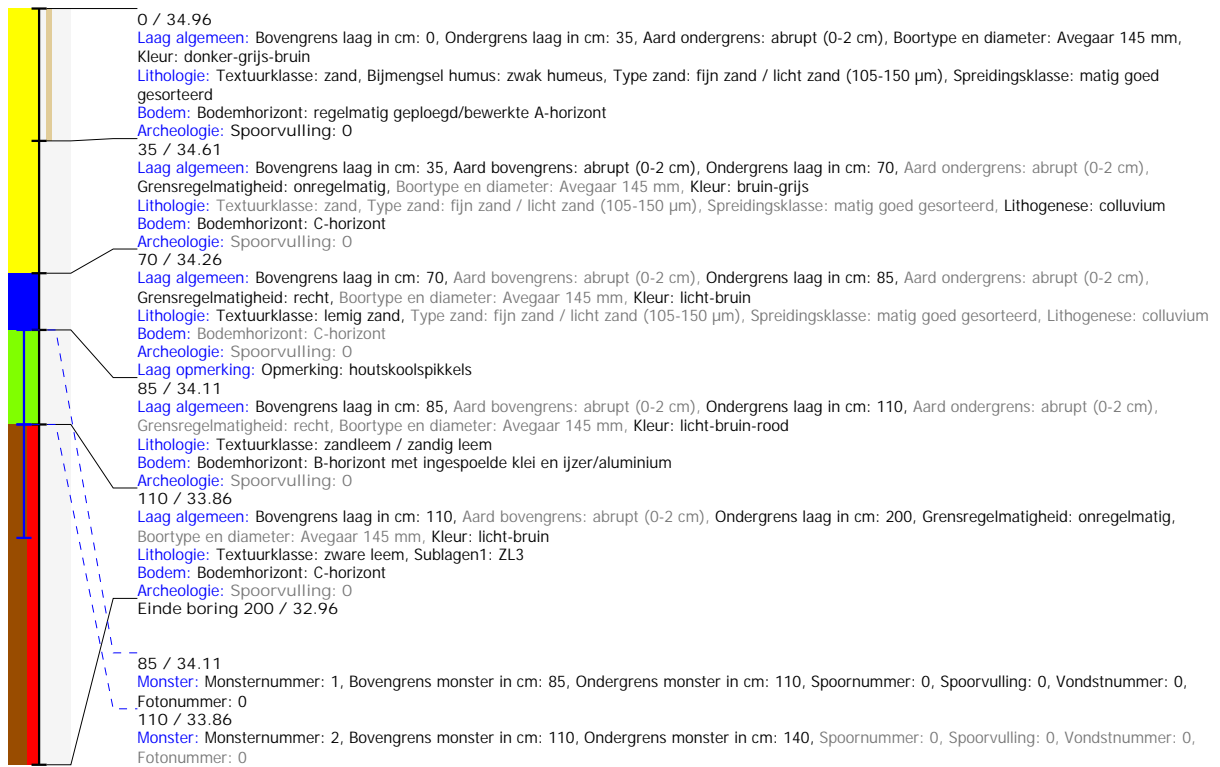 0 / 34.96
Laag algemeen: Bovengrens laag in cm: 0, Ondergrens laag in cm: 35, Aard ondergrens: abrupt (0-2 cm), Boortype en diameter: Avegaar 145 mm,
Kleur: donker-grijs-bruin
Lithologie: Textuurklasse: zand, Bijmengsel humus: zwak humeus, Type zand: fijn zand / licht zand (105-150 µm), Spreidingsklasse: matig goed
gesorteerd
Bodem: Bodemhorizont: regelmatig geploegd/bewerkte A-horizont
Archeologie: Spoorvulling: 0
35 / 34.61
Laag algemeen: Bovengrens laag in cm: 35, Aard bovengrens: abrupt (0-2 cm), Ondergrens laag in cm: 70, Aard ondergrens: abrupt (0-2 cm),
Grensregelmatigheid: onregelmatig, Boortype en diameter: Avegaar 145 mm, Kleur: bruin-grijs
Lithologie: Textuurklasse: zand, Type zand: fijn zand / licht zand (105-150 µm), Spreidingsklasse: matig goed gesorteerd, Lithogenese: colluvium
Bodem: Bodemhorizont: C-horizont
Archeologie: Spoorvulling: 0
70 / 34.26
Laag algemeen: Bovengrens laag in cm: 70, Aard bovengrens: abrupt (0-2 cm), Ondergrens laag in cm: 85, Aard ondergrens: abrupt (0-2 cm),
Grensregelmatigheid: recht, Boortype en diameter: Avegaar 145 mm, Kleur: licht-bruin
Lithologie: Textuurklasse: lemig zand, Type zand: fijn zand / licht zand (105-150 µm), Spreidingsklasse: matig goed gesorteerd, Lithogenese: colluvium
Bodem: Bodemhorizont: C-horizont
Archeologie: Spoorvulling: 0
Laag opmerking: Opmerking: houtskoolspikkels
85 / 34.11
Laag algemeen: Bovengrens laag in cm: 85, Aard bovengrens: abrupt (0-2 cm), Ondergrens laag in cm: 110, Aard ondergrens: abrupt (0-2 cm),
Grensregelmatigheid: recht, Boortype en diameter: Avegaar 145 mm, Kleur: licht-bruin-rood
Lithologie: Textuurklasse: zandleem / zandig leem
Bodem: Bodemhorizont: B-horizont met ingespoelde klei en ijzer/aluminium
Archeologie: Spoorvulling: 0
110 / 33.86
Laag algemeen: Bovengrens laag in cm: 110, Aard bovengrens: abrupt (0-2 cm), Ondergrens laag in cm: 200, Grensregelmatigheid: onregelmatig,
Boortype en diameter: Avegaar 145 mm, Kleur: licht-bruin
Lithologie: Textuurklasse: zware leem, Sublagen1: ZL3
Bodem: Bodemhorizont: C-horizont
Archeologie: Spoorvulling: 0
Einde boring 200 / 32.96
85 / 34.11
Monster: Monsternummer: 1, Bovengrens monster in cm: 85, Ondergrens monster in cm: 110, Spoornummer: 0, Spoorvulling: 0, Vondstnummer: 0,
Fotonummer: 0
110 / 33.86
Monster: Monsternummer: 2, Bovengrens monster in cm: 110, Ondergrens monster in cm: 140, Spoornummer: 0, Spoorvulling: 0, Vondstnummer: 0,
Fotonummer: 0